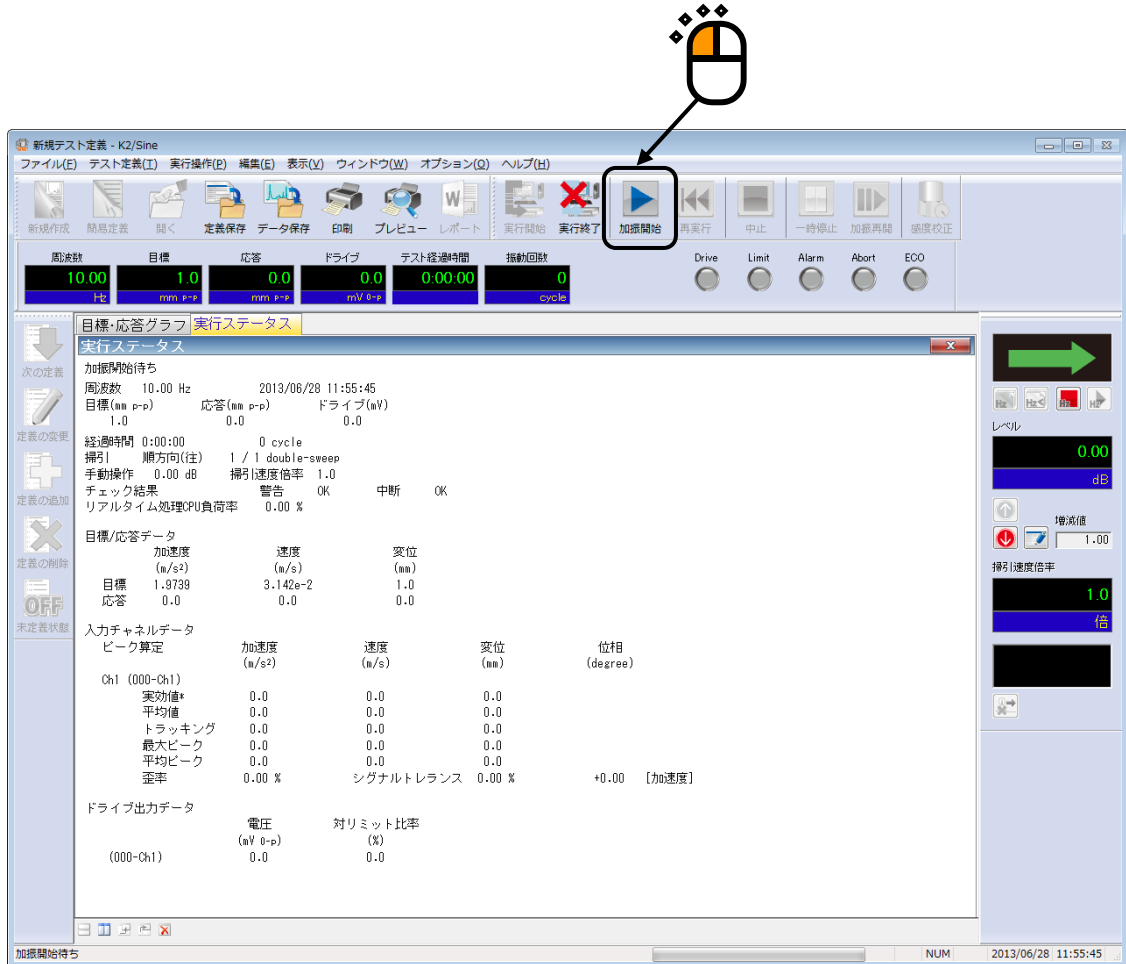 新規テスト定義 - K2/Sine
ファイル(F) テスト定義(T) 実行操作(P) 編集(E) 表示(V) ウィンドウ(W) オプション(O) ヘルプ(H)
新規作成 簡易定義 開く 定義保存 データ保存 印刷 プレビュー レポート 実行開始 実行終了 加振開始 再実行 中止 一時停止 加振再開 感度校正
周波数 目標 応答 ドライブ テスト経過時間 振動回数 Drive Limit Alarm Abort ECO
10.00 1.0 0.0 0.0 0:00:00 0
Hz mm p-p mm p-p mV 0-p cycle
目標・応答グラフ 実行ステータス
実行ステータス
加振開始待ち
周波数 10.00 Hz 2013/06/28 11:55:45
目標(mm p-p) 応答(mm p-p) ドライブ(mV)
1.0 0.0 0.0
経過時間 0:00:00 0 cycle
掃引 順方向(往) 1 / 1 double-sweep
手動操作 0.00 dB 掃引速度倍率 1.0
チェック結果 警告 OK 中断 OK
リアルタイム処理CPU負荷率 0.00 %
目標/応答データ
加速度 速度 変位
(m/s²) (m/s) (mm)
目標 1.9739 3.142e-2 1.0
応答 0.0 0.0 0.0
入力チャネルデータ
ピーク算定 加速度 速度 変位 位相
(m/s²) (m/s) (mm) (degree)
Ch1 (000-Ch1)
実効値* 0.0 0.0 0.0
平均値 0.0 0.0 0.0
トラッキング 0.0 0.0 0.0
最大ピーク 0.0 0.0 0.0
平均ピーク 0.0 0.0 0.0
歪率 0.00 % シグナルトレランス 0.00 % +0.00 [加速度]
ドライブ出力データ
電圧 対リミット比率
(mV 0-p) (%)
(000-Ch1) 0.0 0.0
次の定義
定義の変更
定義の追加
定義の削除
OFF
未定義状態
Hz Hz Hz Hz
レベル
0.00
dB
増減値
1.00
掃引速度倍率
1.0
倍
加振開始待ち NUM 2013/06/28 11:55:45